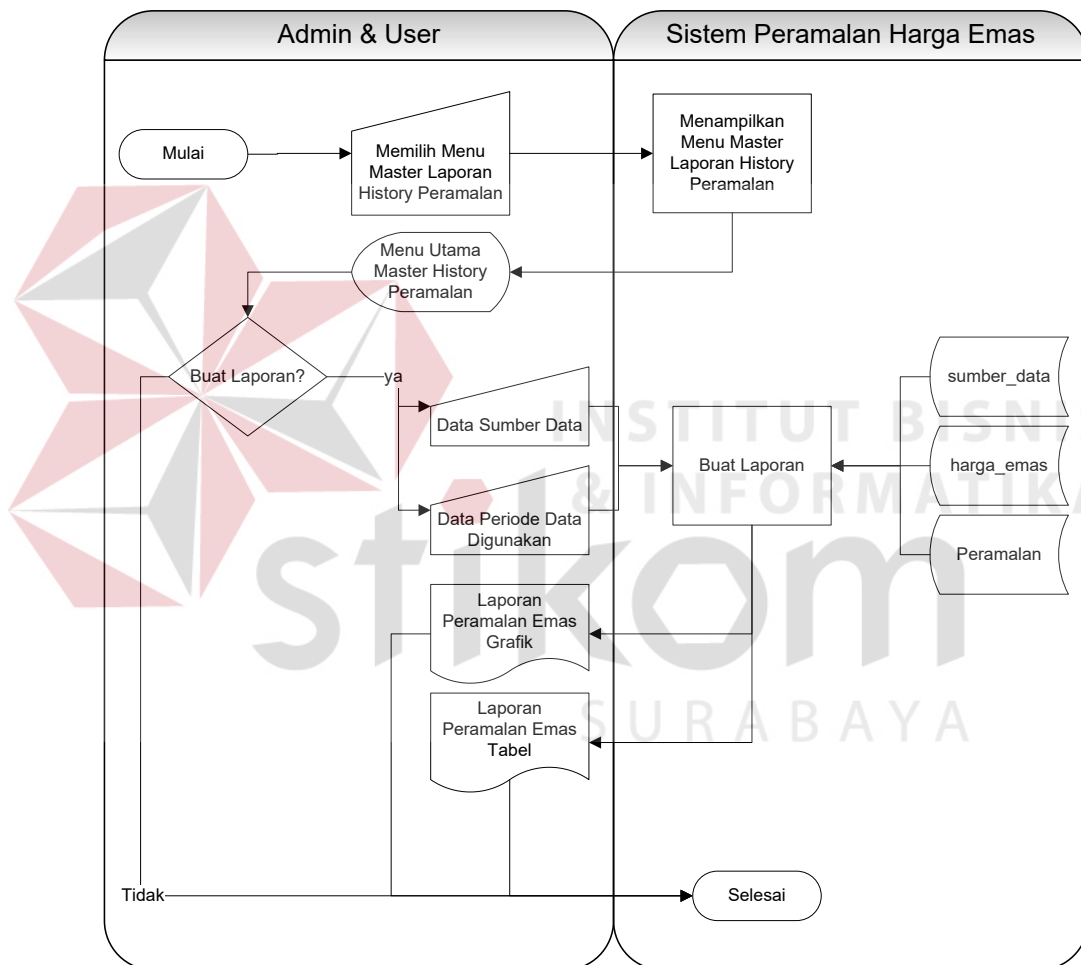 Admin & User
Sistem Peramalan Harga Emas
Mulai
Memilih Menu
Master Laporan
History Peramalan
Menampilkan
Menu Master
Laporan History
Peramalan
Menu Utama
Master History
Peramalan
Buat Laporan?
ya
Data Sumber Data
Data Periode Data
Digunakan
Buat Laporan
sumber_data
harga_emas
Peramalan
Laporan
Peramalan Emas
Grafik
Laporan
Peramalan Emas
Tabel
Tidak
Selesai
INSTITUT BISNI
& INFORMATIKA
stikom
SURABAYA